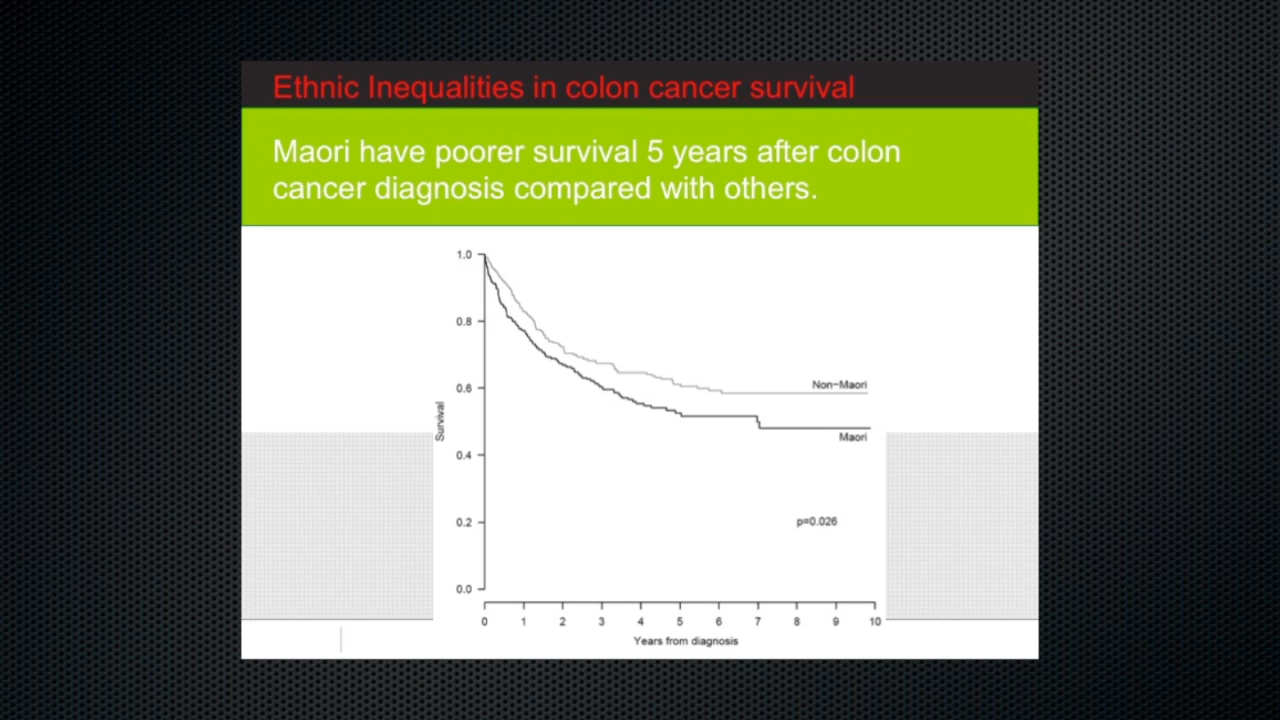 Ethnic Inequalities in colon cancer survival
Maori have poorer survival 5 years after colon
cancer diagnosis compared with others.
1.0
0.8
0.6
0.4
0.2
0.0
Survival
Non-Maori
Maori
p=0.026
0 1 2 3 4 5 6 7 8 9 10
Years from diagnosis